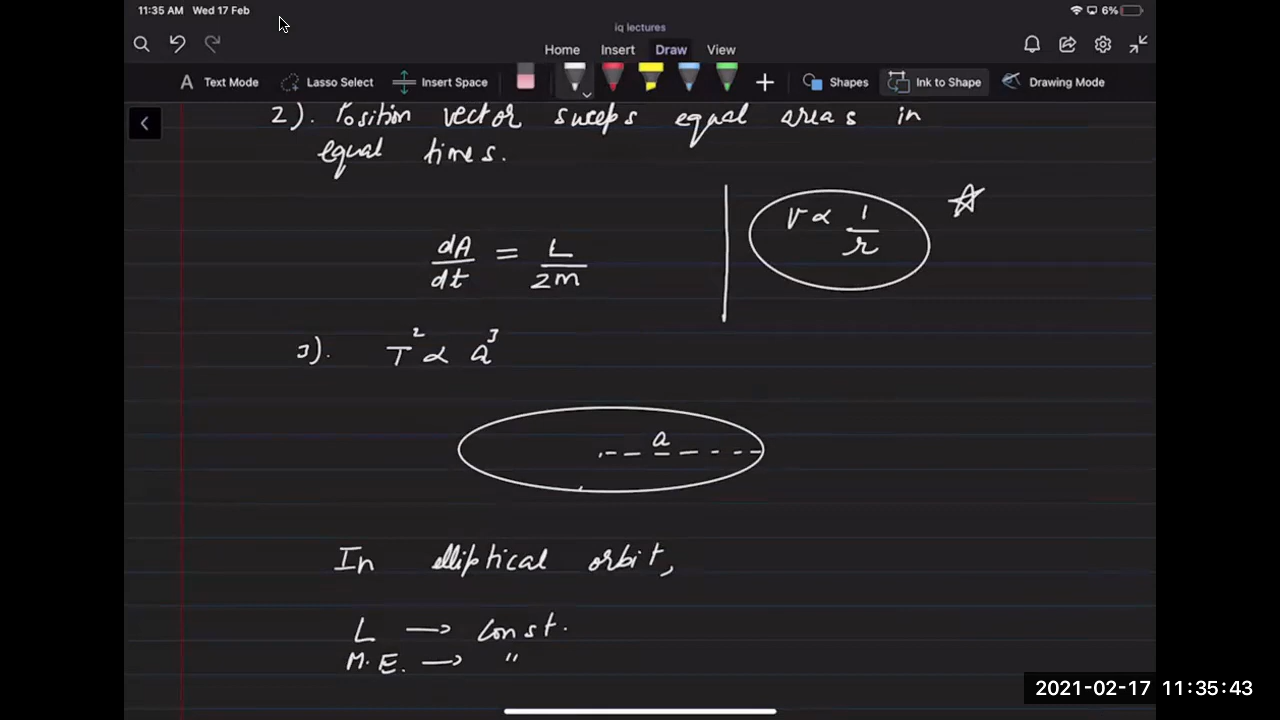 11:35 AM Wed 17 Feb
6%
iq lectures
Home Insert Draw View
Text Mode Lasso Select Insert Space Shapes Ink to Shape Drawing Mode
2). Position vector sweeps equal areas in
equal times.
dA/dt = L/2m
v ∝ 1/r
3). T² ∝ a³
a
In elliptical orbit,
L → const.
M.E. → "
2021-02-17 11:35:43